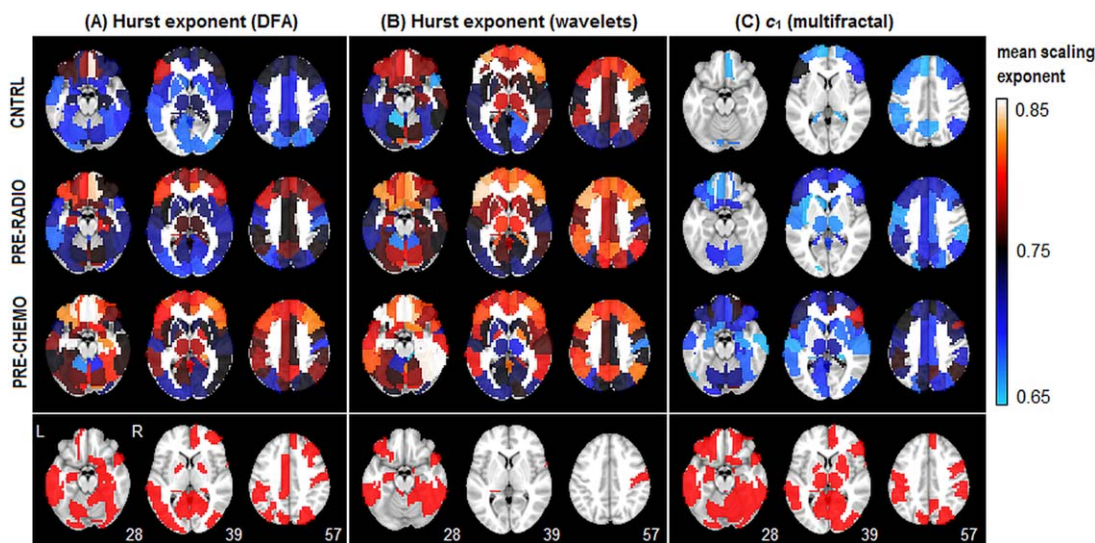 (A) Hurst exponent (DFA)
(B) Hurst exponent (wavelets)
(C) c₁ (multifractal)
mean scaling
exponent
0.85
0.75
0.65
CNTRL
PRE-RADIO
PRE-CHEMO
L
R
28
39
57
28
39
57
28
39
57